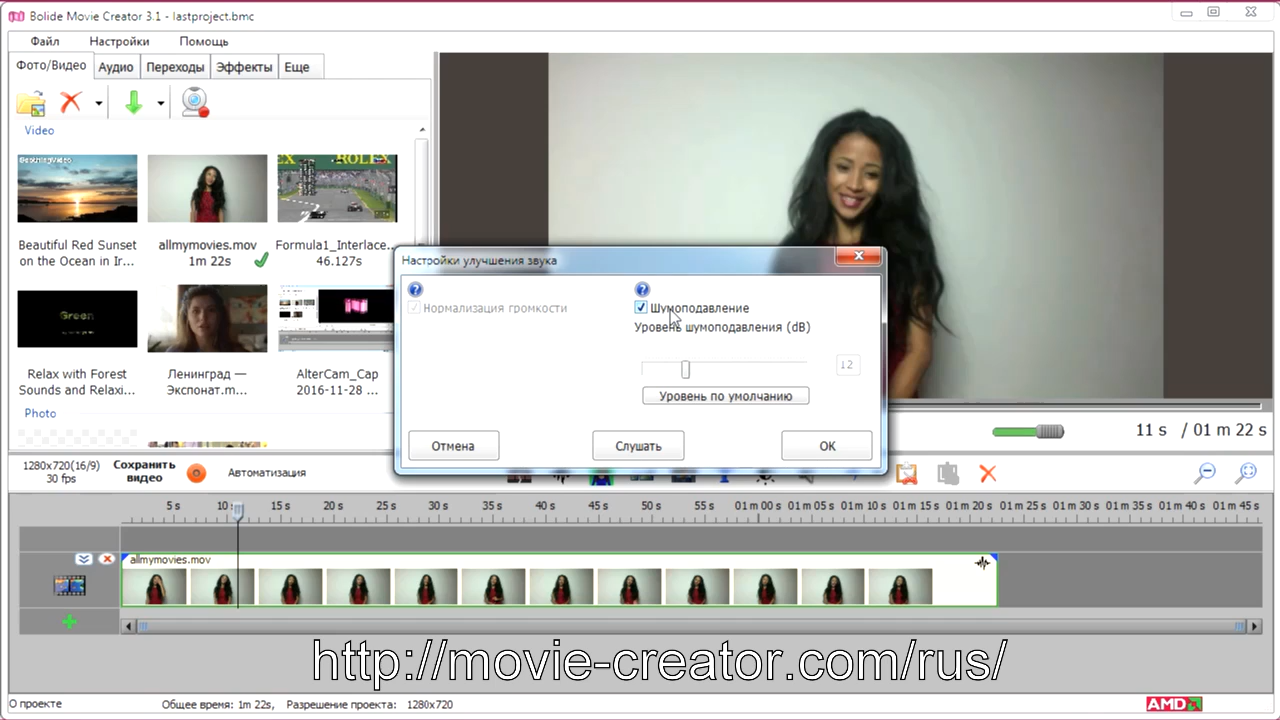 Bolide Movie Creator 3.1 - lastproject.bmc
Файл Настройки Помощь
Фото/Видео Аудио Переходы Эффекты Еще
Video
Beautiful Red Sunset
on the Ocean in Ir...
allmymovies.mov
1m 22s
Formula1_Interlace...
46.127s
ROLEX
Green
Relax with Forest
Sounds and Relaxi...
Ленинград —
Экспонат.m...
AlterCam_Cap
2016-11-28 ...
Photo
Настройки улучшения звука
Нормализация громкости
Шумоподавление
Уровень шумоподавления (dB)
12
Уровень по умолчанию
Отмена Слушать OK
11 s / 01 m 22 s
1280x720(16/9)
30 fps
Сохранить
видео
Автоматизация
5 s 10 s 15 s 20 s 25 s 30 s 35 s 40 s 45 s 50 s 55 s 01 m 00 s 01 m 05 s 01 m 10 s 01 m 15 s 01 m 20 s 01 m 25 s 01 m 30 s 01 m 35 s 01 m 40 s 01 m 45 s
allmymovies.mov
http://movie-creator.com/rus/
О проекте Общее время: 1m 22s, Разрешение проекта: 1280x720
AMD